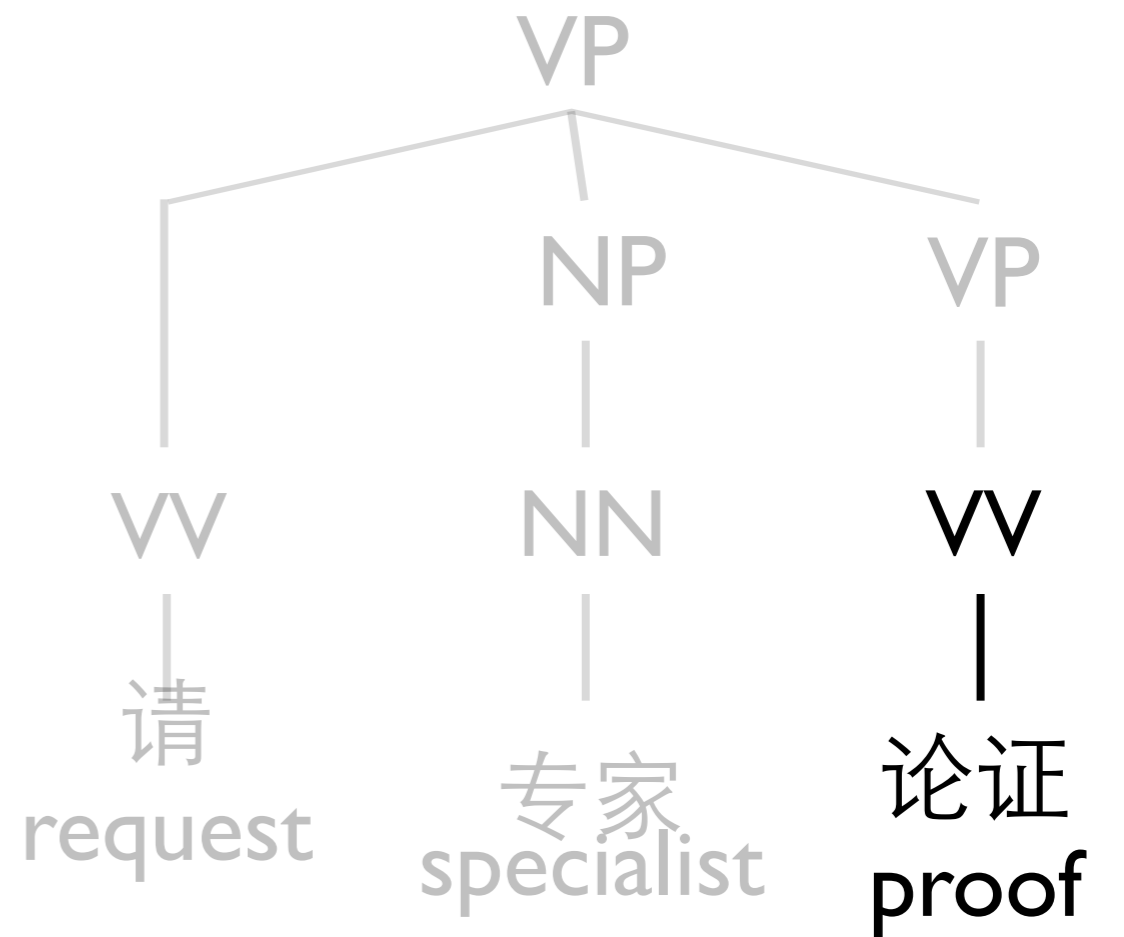 VP
NP VP
VV NN VV
请 专家 论证
request specialist proof